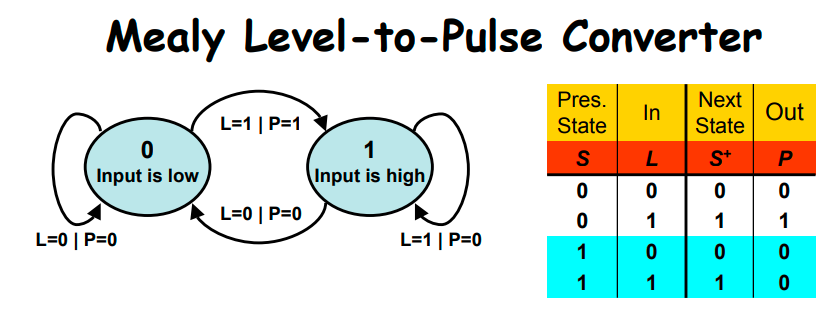 Mealy Level-to-Pulse Converter
L=1 | P=1
0
Input is low
1
Input is high
L=0 | P=0
L=0 | P=0
L=1 | P=0
Pres. State In Next State Out
S L S+ P
0 0 0 0
0 1 1 1
1 0 0 0
1 1 1 0